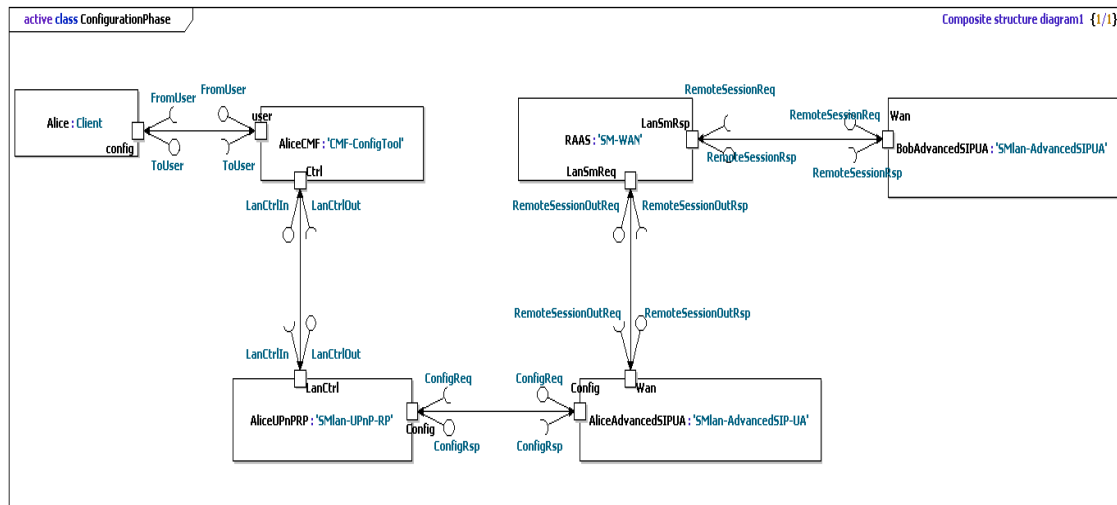 active class ConfigurationPhase
Composite structure diagram1 {1/1}
FromUser
FromUser
Alice : Client
config
ToUser
user
AliceCMF : 'CMF-ConfigTool'
ToUser
Ctrl
RemoteSessionReq
LanSmRsp
RAAS : 'SM-WAN'
LanSmReq
RemoteSessionRsp
RemoteSessionReq
Wan
BobAdvancedSIPUA : 'SMlan-AdvancedSIPUA'
RemoteSessionRsp
LanCtrlIn
LanCtrlOut
RemoteSessionOutReq
RemoteSessionOutRsp
RemoteSessionOutReq
RemoteSessionOutRsp
LanCtrlIn
LanCtrlOut
LanCtrl
AliceUPnPRP : 'SMlan-UPnP-RP'
ConfigReq
Config
ConfigRsp
ConfigReq
Config
Wan
AliceAdvancedSIPUA : 'SMlan-AdvancedSIP-UA'
ConfigRsp